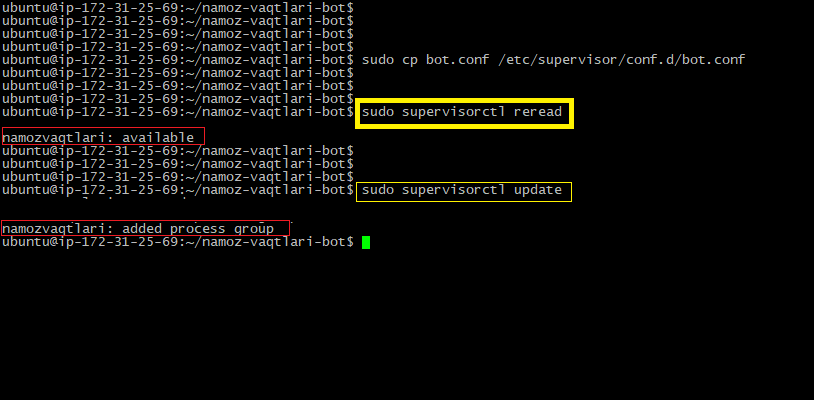 ubuntu@ip-172-31-25-69:~/namoz-vaqtlari-bot$
ubuntu@ip-172-31-25-69:~/namoz-vaqtlari-bot$
ubuntu@ip-172-31-25-69:~/namoz-vaqtlari-bot$
ubuntu@ip-172-31-25-69:~/namoz-vaqtlari-bot$
ubuntu@ip-172-31-25-69:~/namoz-vaqtlari-bot$ sudo cp bot.conf /etc/supervisor/conf.d/bot.conf
ubuntu@ip-172-31-25-69:~/namoz-vaqtlari-bot$
ubuntu@ip-172-31-25-69:~/namoz-vaqtlari-bot$
ubuntu@ip-172-31-25-69:~/namoz-vaqtlari-bot$
ubuntu@ip-172-31-25-69:~/namoz-vaqtlari-bot$ sudo supervisorctl reread
namozvaqtlari: available
ubuntu@ip-172-31-25-69:~/namoz-vaqtlari-bot$
ubuntu@ip-172-31-25-69:~/namoz-vaqtlari-bot$
ubuntu@ip-172-31-25-69:~/namoz-vaqtlari-bot$
ubuntu@ip-172-31-25-69:~/namoz-vaqtlari-bot$ sudo supervisorctl update
namozvaqtlari: added process group
ubuntu@ip-172-31-25-69:~/namoz-vaqtlari-bot$